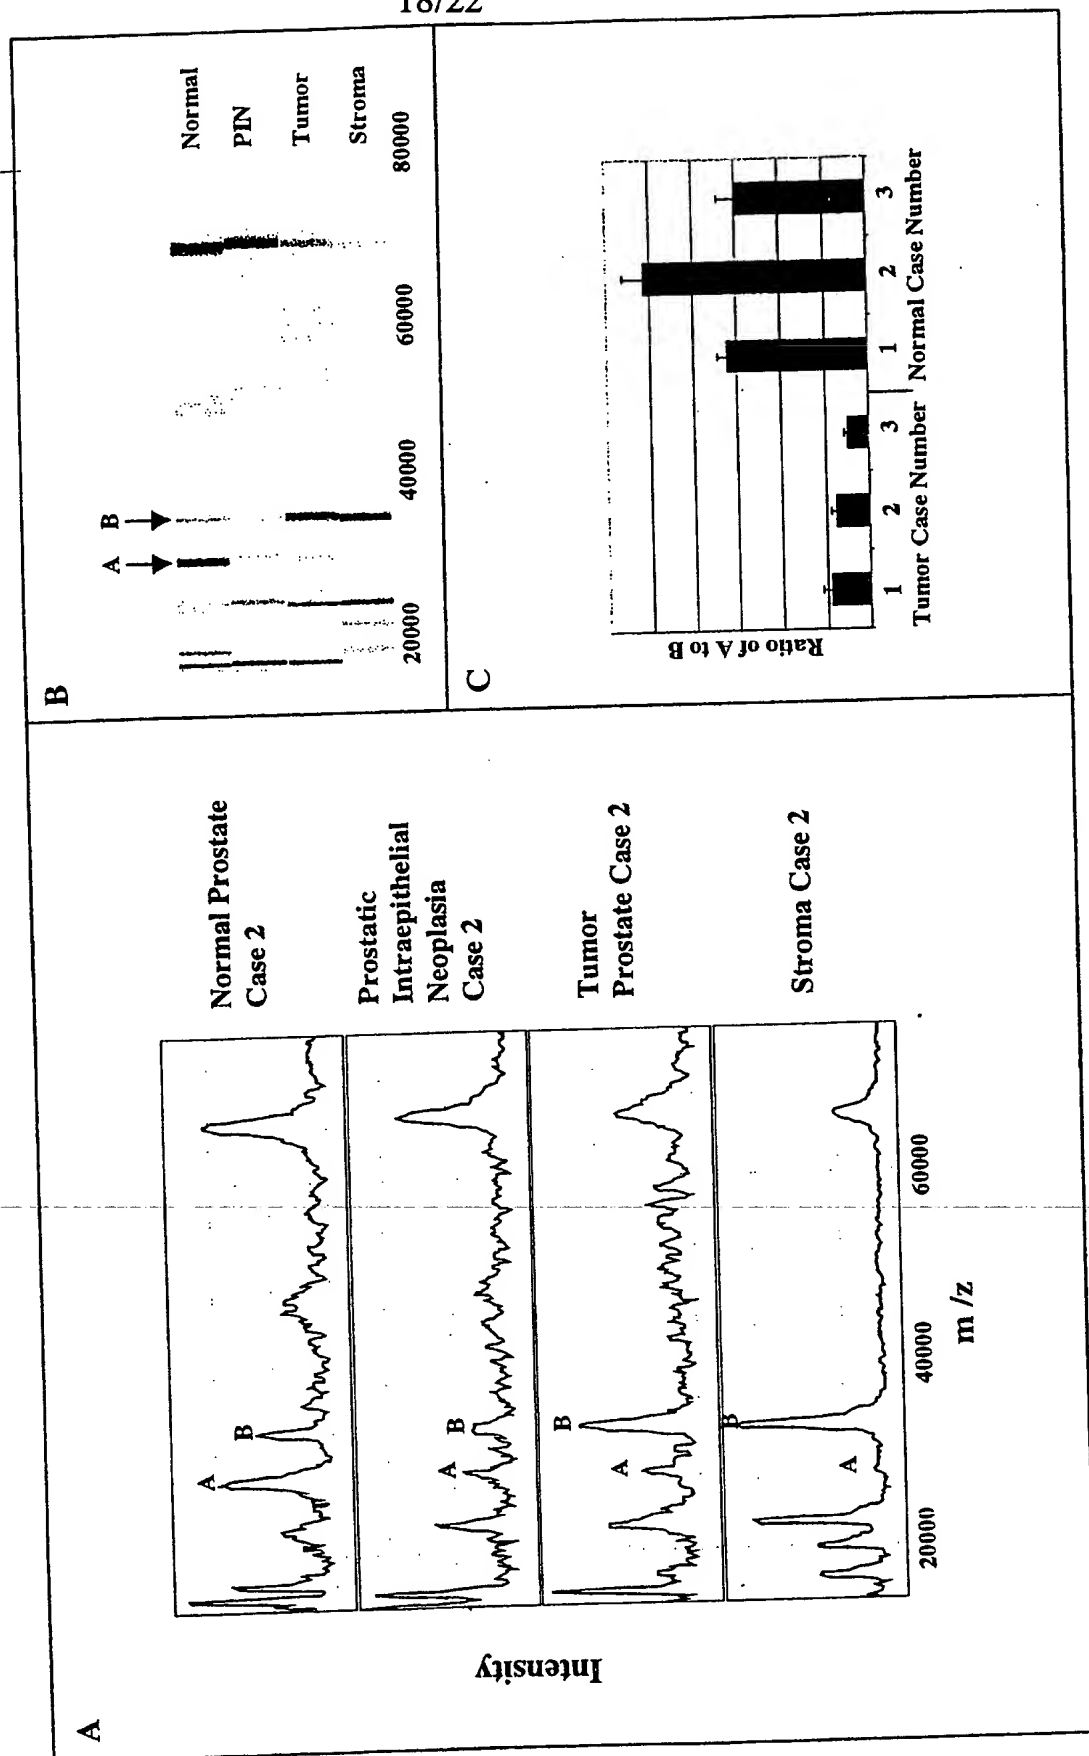 18/22
A
Intensity
Normal Prostate
Case 2
A
B
Prostatic
Intraepithelial
Neoplasia
Case 2
A
B
Tumor
Prostate Case 2
A
B
Stroma Case 2
A
B
20000
40000
60000
m /z
B
A
B
Normal
PIN
Tumor
Stroma
20000
40000
60000
80000
C
Ratio of A to B
1
2
3
1
2
3
Tumor Case Number
Normal Case Number